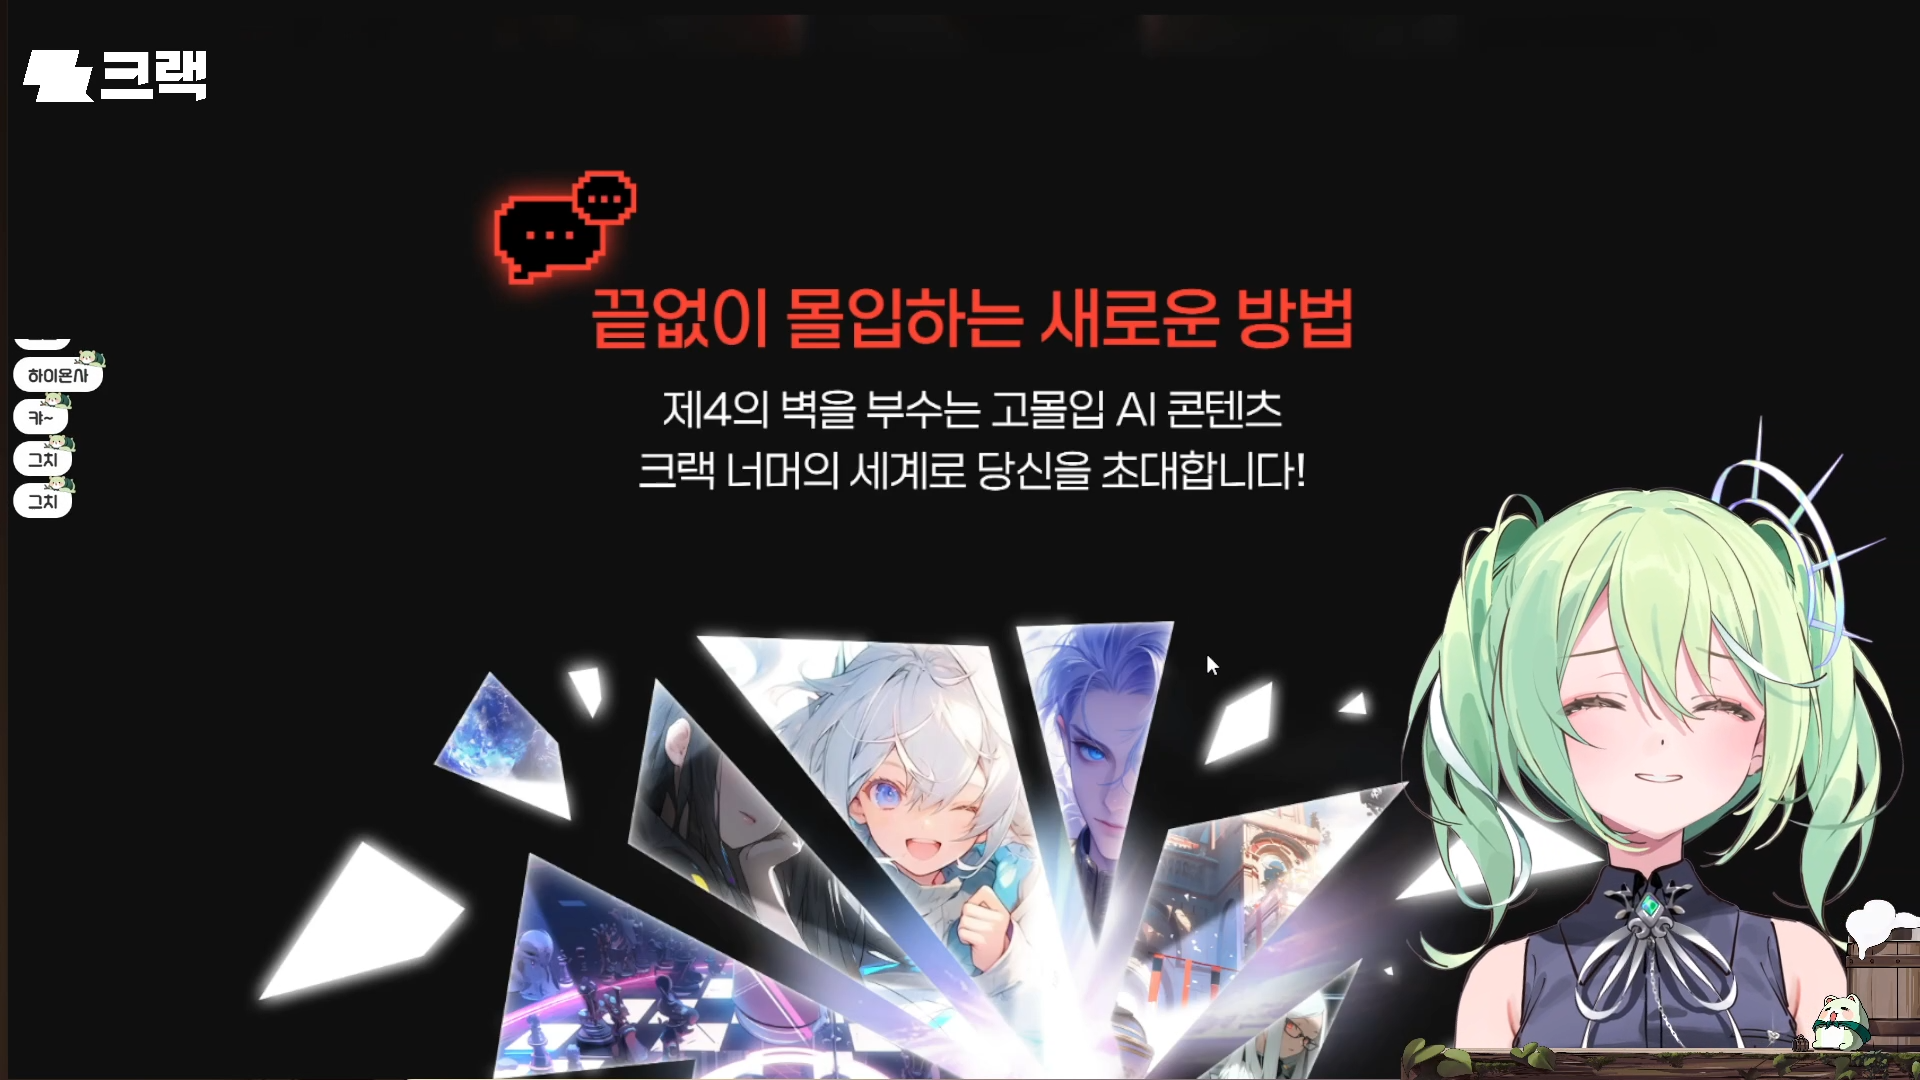 크랙
끝없이 몰입하는 새로운 방법
제4의 벽을 부수는 고몰입 AI 콘텐츠
크랙 너머의 세계로 당신을 초대합니다!
하이욘사
캬~
그치
그치